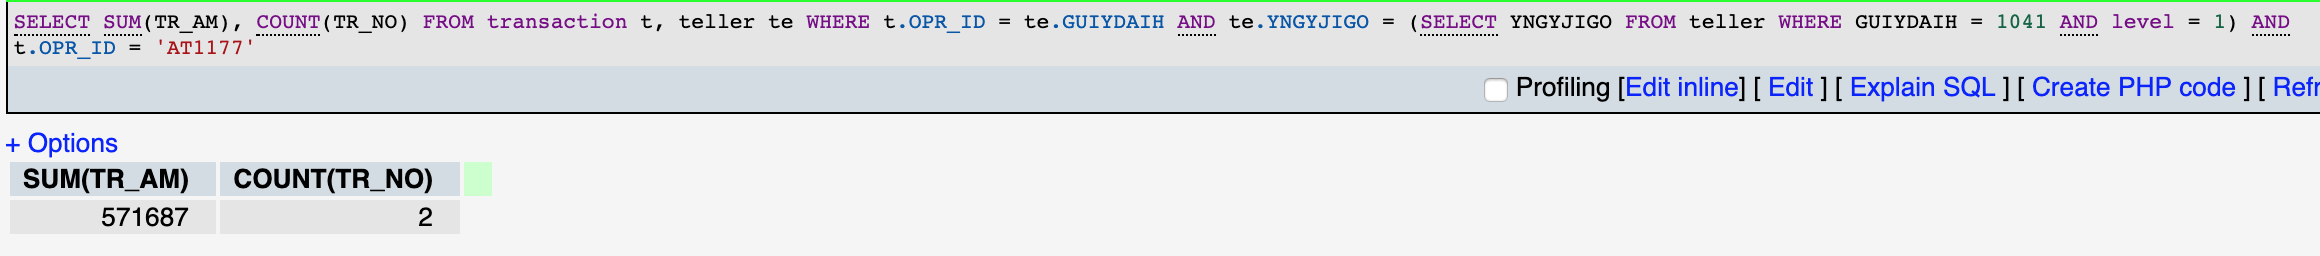 SELECT SUM(TR_AM), COUNT(TR_NO) FROM transaction t, teller te WHERE t.OPR_ID = te.GUIYDAIH AND te.YNGYJIGO = (SELECT YNGYJIGO FROM teller WHERE GUIYDAIH = 1041 AND level = 1) AND
t.OPR_ID = 'AT1177'
Profiling [Edit inline] [ Edit ] [ Explain SQL ] [ Create PHP code ] [ Refr
+ Options
SUM(TR_AM) COUNT(TR_NO)
571687 2